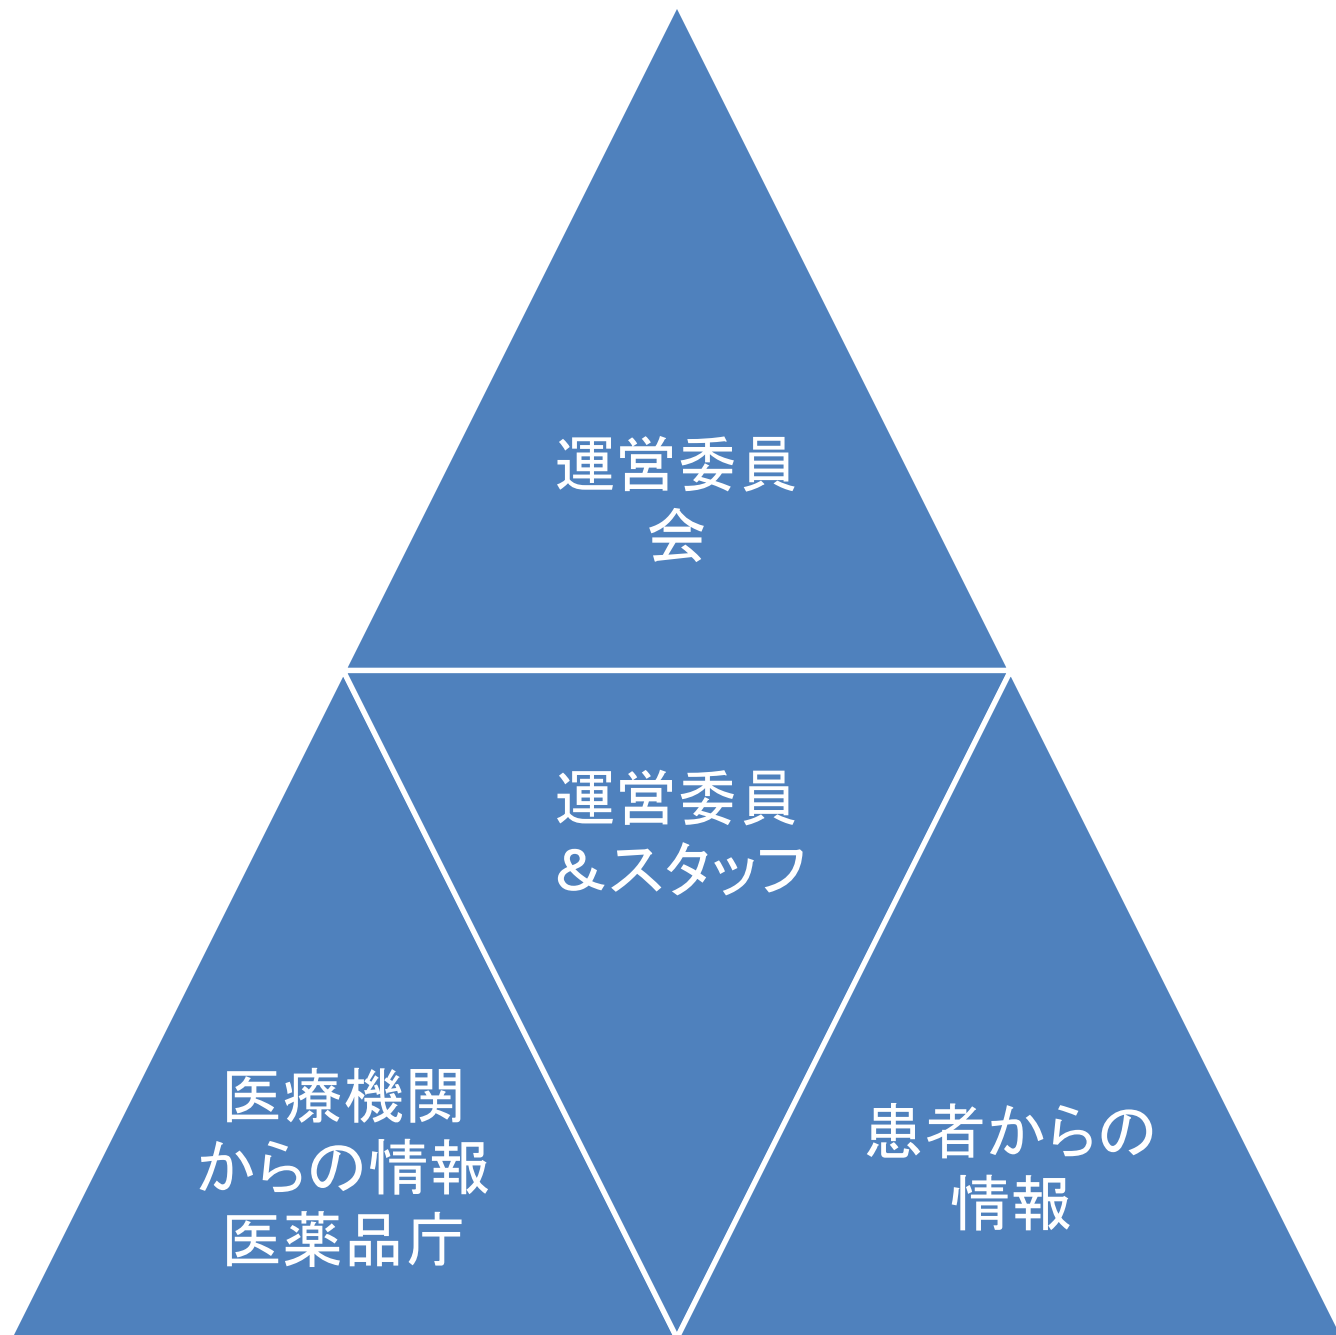 運営委員
会
運営委員
＆スタッフ
医療機関
からの情報
医薬品庁
患者からの
情報